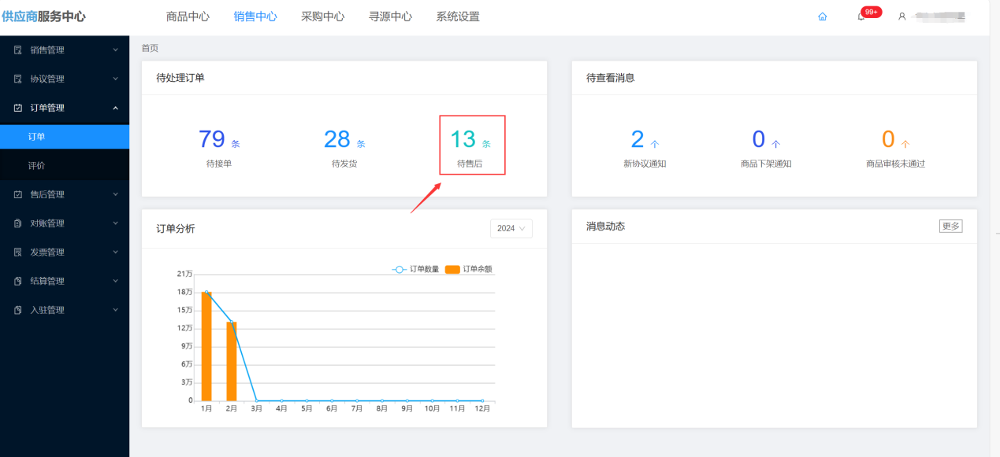 供应商服务中心
商品中心 销售中心 采购中心 寻源中心 系统设置
99+
销售管理
协议管理
订单管理
订单
评价
售后管理
对账管理
发票管理
结算管理
入驻管理
首页
待处理订单
79 条
待接单
28 条
待发货
13 条
待售后
待查看消息
2 个
新协议通知
0 个
商品下架通知
0 个
商品审核未通过
订单分析
2024
订单数量 订单余额
21万
18万
15万
12万
9万
6万
3万
0
1月 2月 3月 4月 5月 6月 7月 8月 9月 10月 11月 12月
消息动态
更多